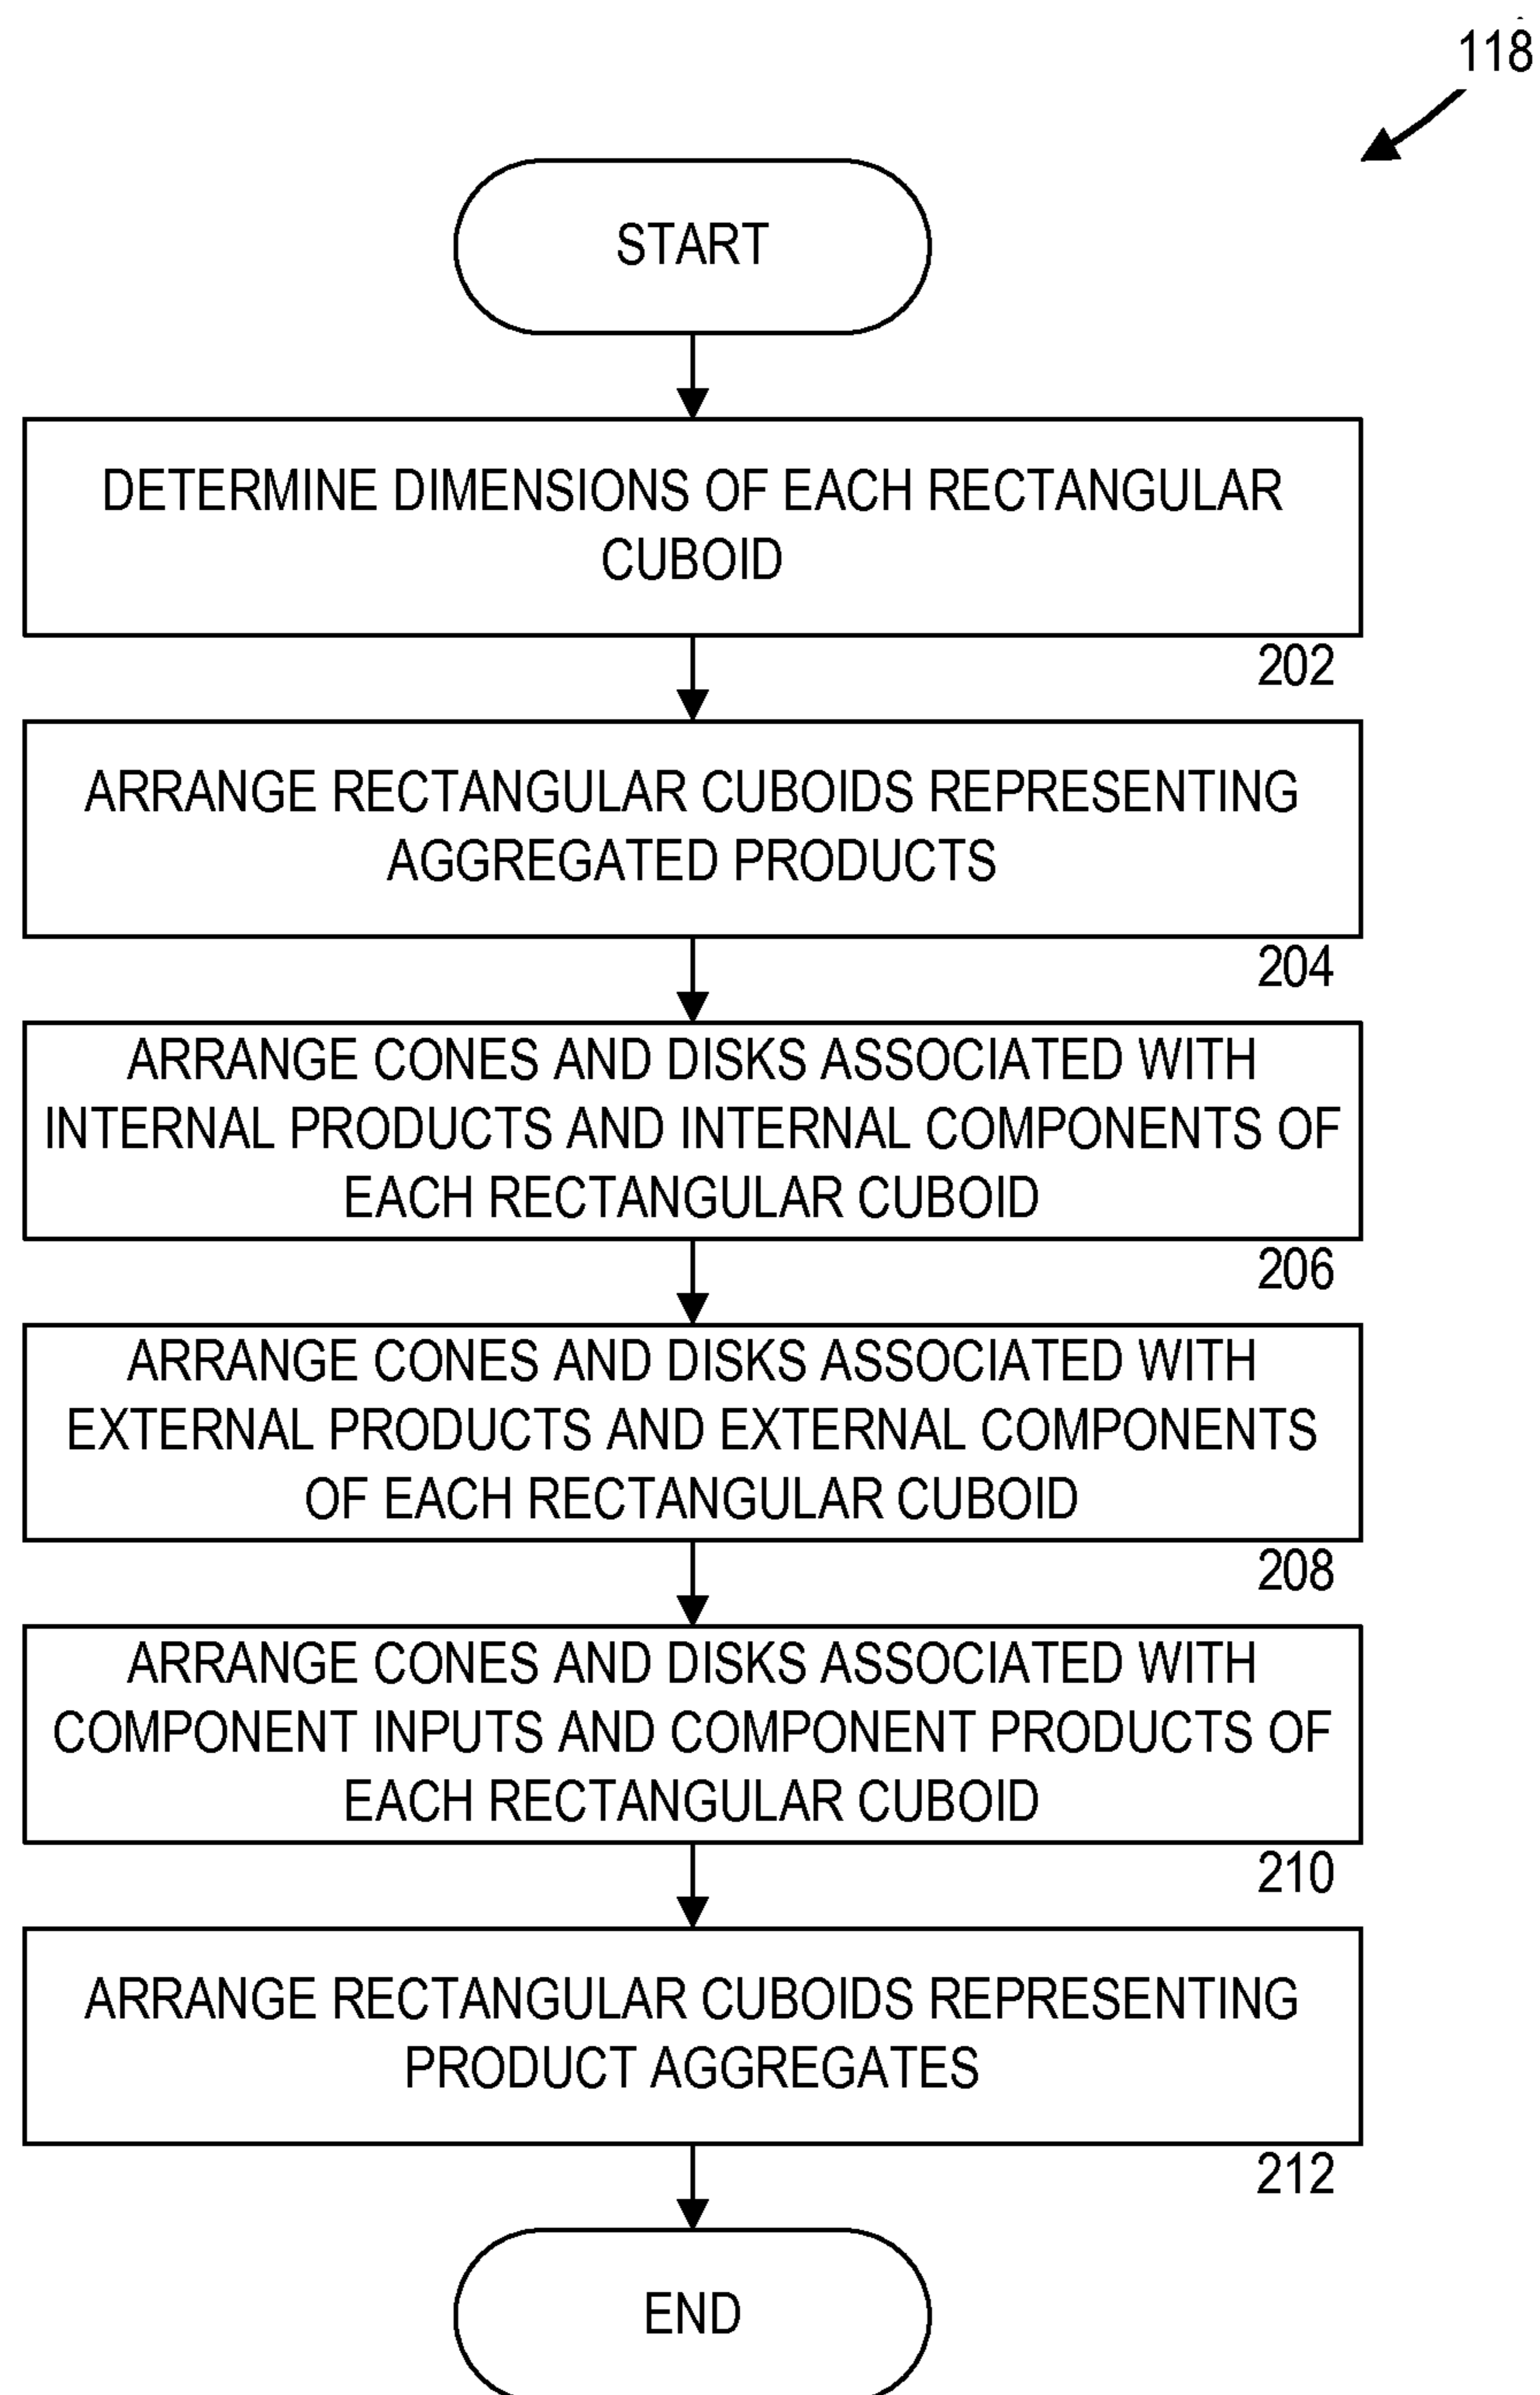 118
START
DETERMINE DIMENSIONS OF EACH RECTANGULAR
CUBOID
202
ARRANGE RECTANGULAR CUBOIDS REPRESENTING
AGGREGATED PRODUCTS
204
ARRANGE CONES AND DISKS ASSOCIATED WITH
INTERNAL PRODUCTS AND INTERNAL COMPONENTS OF
EACH RECTANGULAR CUBOID
206
ARRANGE CONES AND DISKS ASSOCIATED WITH
EXTERNAL PRODUCTS AND EXTERNAL COMPONENTS
OF EACH RECTANGULAR CUBOID
208
ARRANGE CONES AND DISKS ASSOCIATED WITH
COMPONENT INPUTS AND COMPONENT PRODUCTS OF
EACH RECTANGULAR CUBOID
210
ARRANGE RECTANGULAR CUBOIDS REPRESENTING
PRODUCT AGGREGATES
212
END